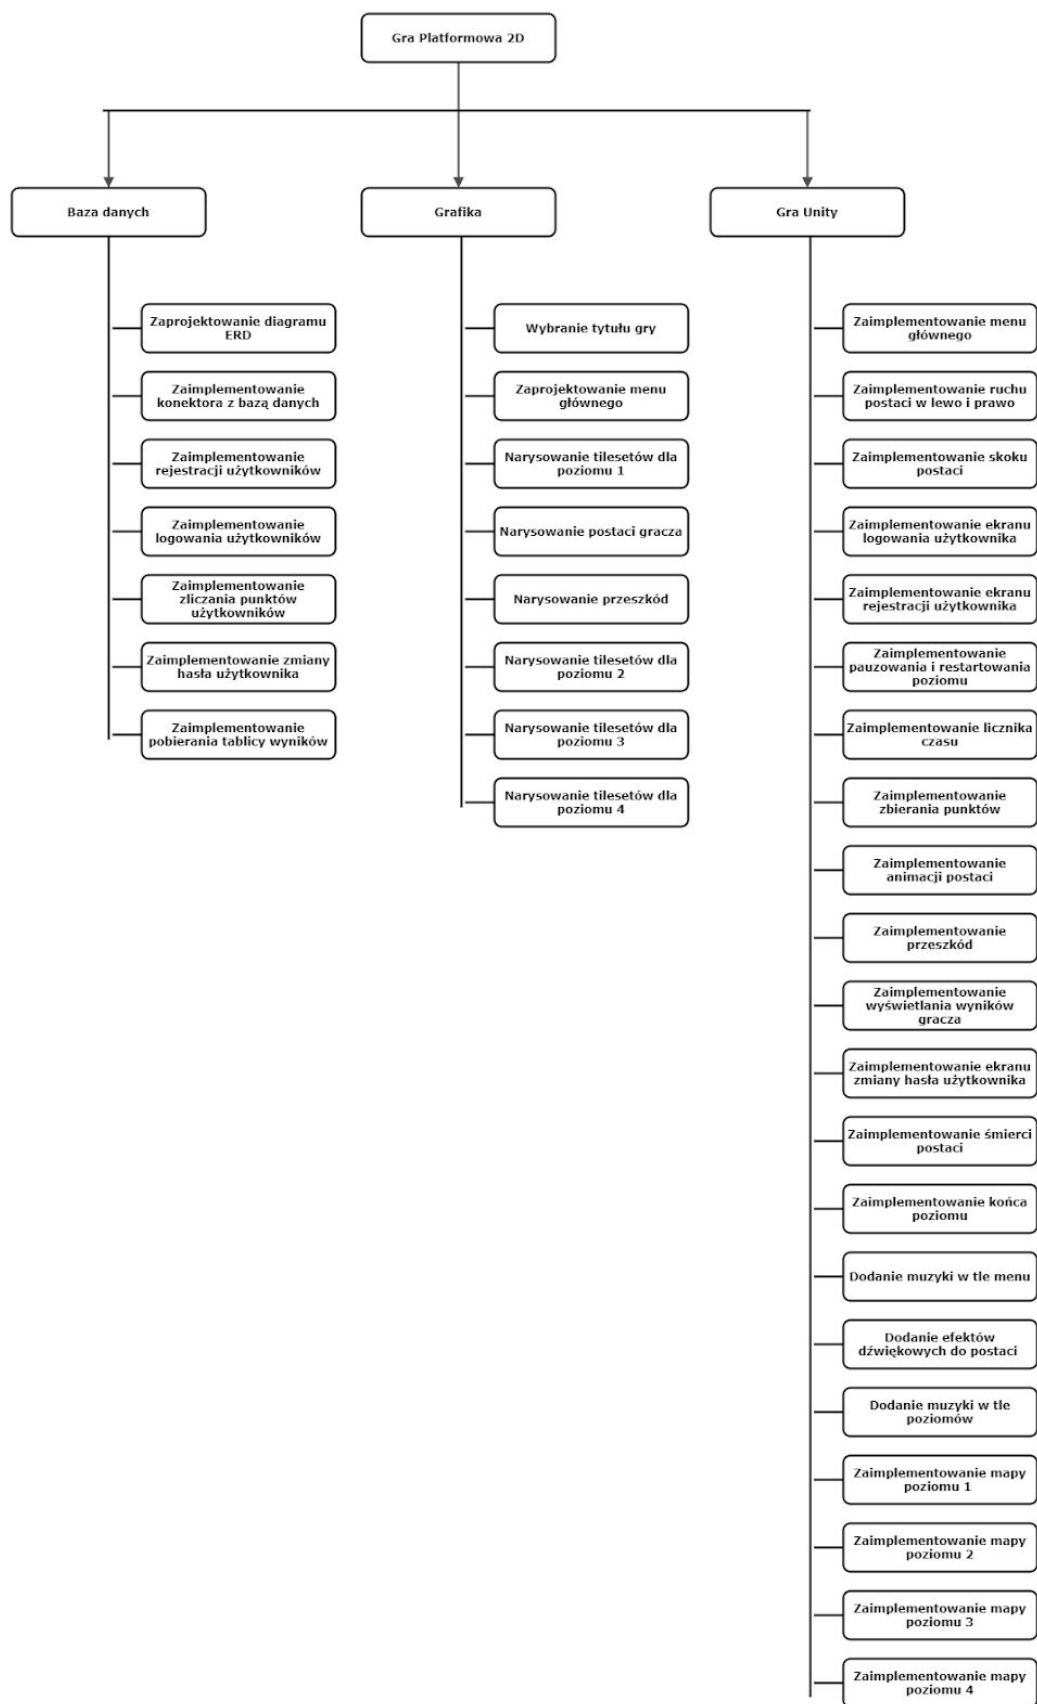 Gra Platformowa 2D
Baza danych
Grafika
Gra Unity
Zaprojektowanie diagramu
ERD
Zaimplementowanie
konektora z bazą danych
Zaimplementowanie
rejestracji użytkowników
Zaimplementowanie
logowania użytkowników
Zaimplementowanie
zliczania punktów
użytkowników
Zaimplementowanie zmiany
hasła użytkownika
Zaimplementowanie
pobierania tablicy wyników
Wybranie tytułu gry
Zaprojektowanie menu
głównego
Narysowanie tilesetów dla
poziomu 1
Narysowanie postaci gracza
Narysowanie przeszkód
Narysowanie tilesetów dla
poziomu 2
Narysowanie tilesetów dla
poziomu 3
Narysowanie tilesetów dla
poziomu 4
Zaimplementowanie menu
głównego
Zaimplementowanie ruchu
postaci w lewo i prawo
Zaimplementowanie skoku
postaci
Zaimplementowanie ekranu
logowania użytkownika
Zaimplementowanie ekranu
rejestracji użytkownika
Zaimplementowanie
pauzowania i restartowania
poziomu
Zaimplementowanie licznika
czasu
Zaimplementowanie
zbierania punktów
Zaimplementowanie
animacji postaci
Zaimplementowanie
przeszkód
Zaimplementowanie
wyświetlania wyników
gracza
Zaimplementowanie ekranu
zmiany hasła użytkownika
Zaimplementowanie śmierci
postaci
Zaimplementowanie końca
poziomu
Dodanie muzyki w tle menu
Dodanie efektów
dźwiękowych do postaci
Dodanie muzyki w tle
poziomów
Zaimplementowanie mapy
poziomu 1
Zaimplementowanie mapy
poziomu 2
Zaimplementowanie mapy
poziomu 3
Zaimplementowanie mapy
poziomu 4